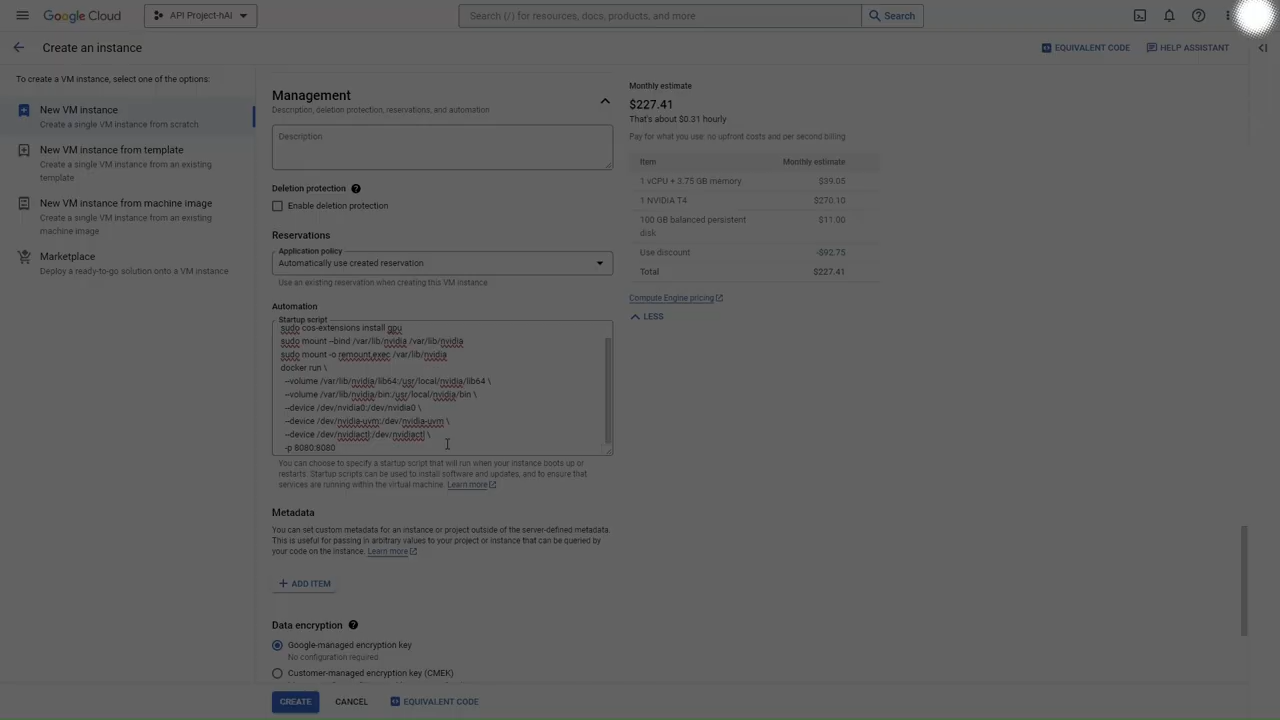 Google Cloud
API Project-hAI
Search (/) for resources, docs, products, and more
Search
Create an instance
EQUIVALENT CODE
HELP ASSISTANT
To create a VM instance, select one of the options:
New VM instance
Create a single VM instance from scratch
New VM instance from template
Create a single VM instance from an existing
template
New VM instance from machine image
Create a single VM instance from an existing
machine image
Marketplace
Deploy a ready-to-go solution onto a VM instance
Management
Description, deletion protection, reservations, and automation
Description
Deletion protection
Enable deletion protection
Reservations
Application policy
Automatically use created reservation
Use an existing reservation when creating this VM instance
Automation
Startup script
sudo cos-extensions install gpu
sudo mount --bind /var/lib/nvidia /var/lib/nvidia
sudo mount -o remount,exec /var/lib/nvidia
docker run \
--volume /var/lib/nvidia/lib64:/usr/local/nvidia/lib64 \
--volume /var/lib/nvidia/bin:/usr/local/nvidia/bin \
--device /dev/nvidia0:/dev/nvidia0 \
--device /dev/nvidia-uvm:/dev/nvidia-uvm \
--device /dev/nvidiactl:/dev/nvidiactl \
-p 8080:8080
You can choose to specify a startup script that will run when your instance boots up or
restarts. Startup scripts can be used to install software and updates, and to ensure that
services are running within the virtual machine. Learn more
Metadata
You can set custom metadata for an instance or project outside of the server-defined metadata.
This is useful for passing in arbitrary values to your project or instance that can be queried by
your code on the instance. Learn more
+ ADD ITEM
Data encryption
Google-managed encryption key
No configuration required
Customer-managed encryption key (CMEK)
CREATE
CANCEL
EQUIVALENT CODE
Monthly estimate
$227.41
That's about $0.31 hourly
Pay for what you use: no upfront costs and per second billing
Item Monthly estimate
1 vCPU + 3.75 GB memory $39.05
1 NVIDIA T4 $270.10
100 GB balanced persistent $11.00
disk
Use discount -$92.75
Total $227.41
Compute Engine pricing
LESS